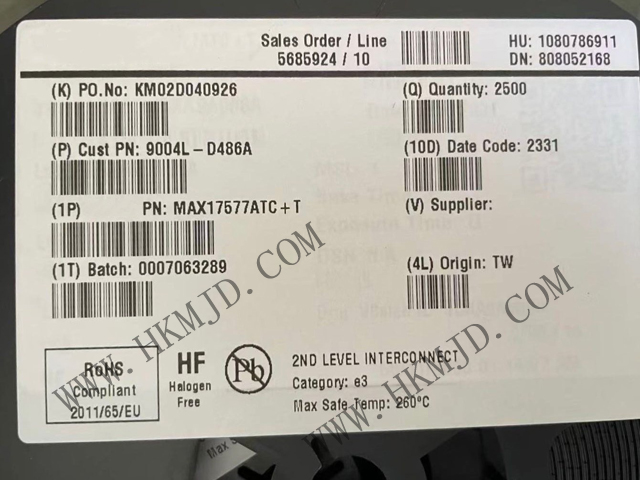 Sales Order / Line
5685924 / 10
HU: 1080786911
DN: 808052168
(K) PO.No: KM02D040926
(Q) Quantity: 2500
(P) Cust PN: 9004L-D486A
(10D) Date Code: 2331
(1P) PN: MAX17577ATC+T
(V) Supplier:
(1T) Batch: 0007063289
(4L) Origin: TW
RoHS
Compliant
2011/65/EU
HF
Halogen
Free
Pb
2ND LEVEL INTERCONNECT
Category: e3
Max Safe Temp: 260°C
WWW.HKMJD.COM
WWW.HKMJD.COM
Max